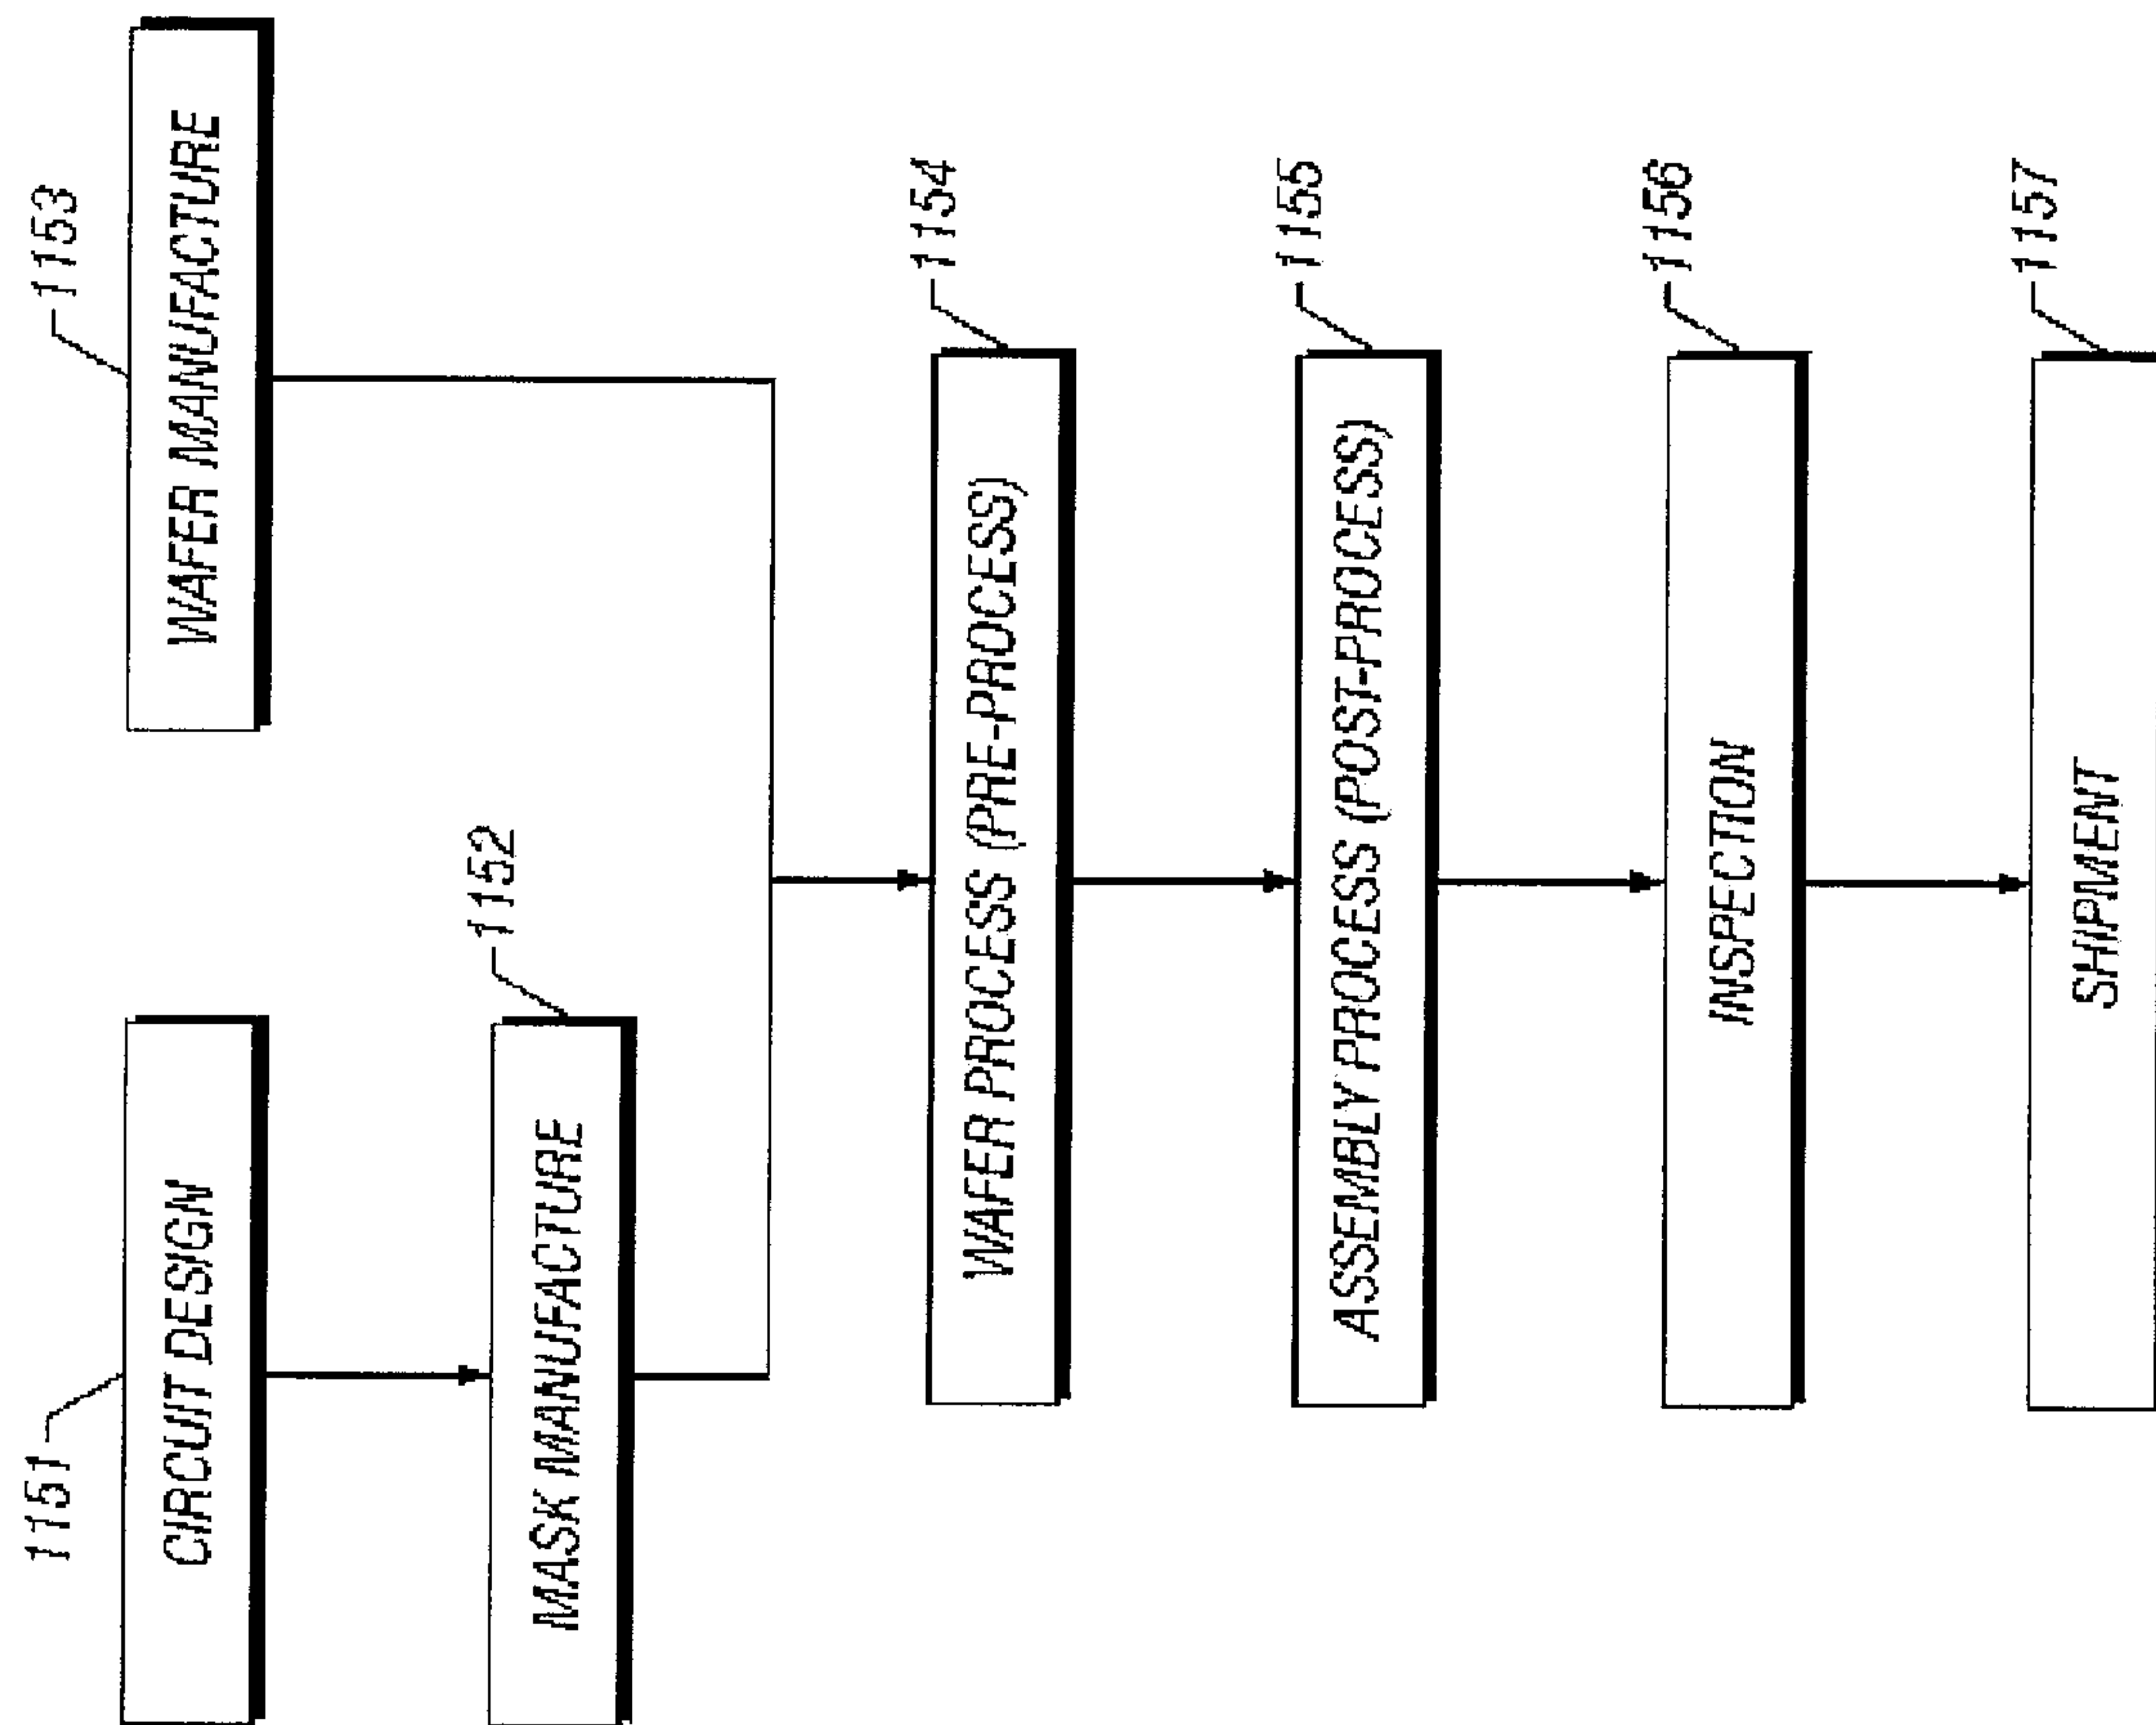 1151
CIRCUIT DESIGN
1153
WAFER MANUFACTURE
1152
MASK MANUFACTURE
1154
WAFER PROCESS (PRE-PROCESS)
1155
ASSEMBLY PROCESS (POST-PROCESS)
1156
INSPECTION
1157
SHIPMENT